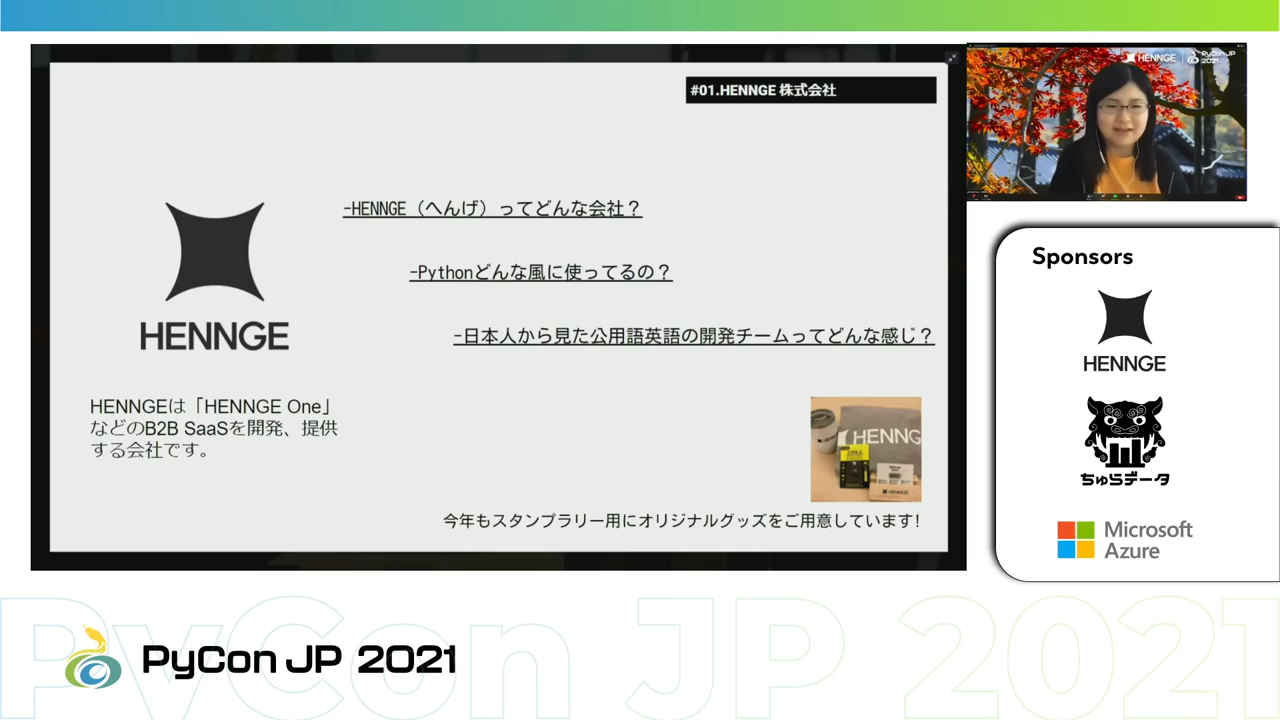 #01.HENNGE 株式会社
-HENNGE（へんげ）ってどんな会社？
-Pythonどんな風に使ってるの？
-日本人から見た公用語英語の開発チームってどんな感じ？
HENNGE
HENNGEは「HENNGE One」
などのB2B SaaSを開発、提供
する会社です。
HENNG
HENNGE
今年もスタンプラリー用にオリジナルグッズをご用意しています!
HENNGE
PyCon JP
2021
Sponsors
HENNGE
ちゅらデータ
Microsoft
Azure
PyCon JP 2021
PyCon JP 2021